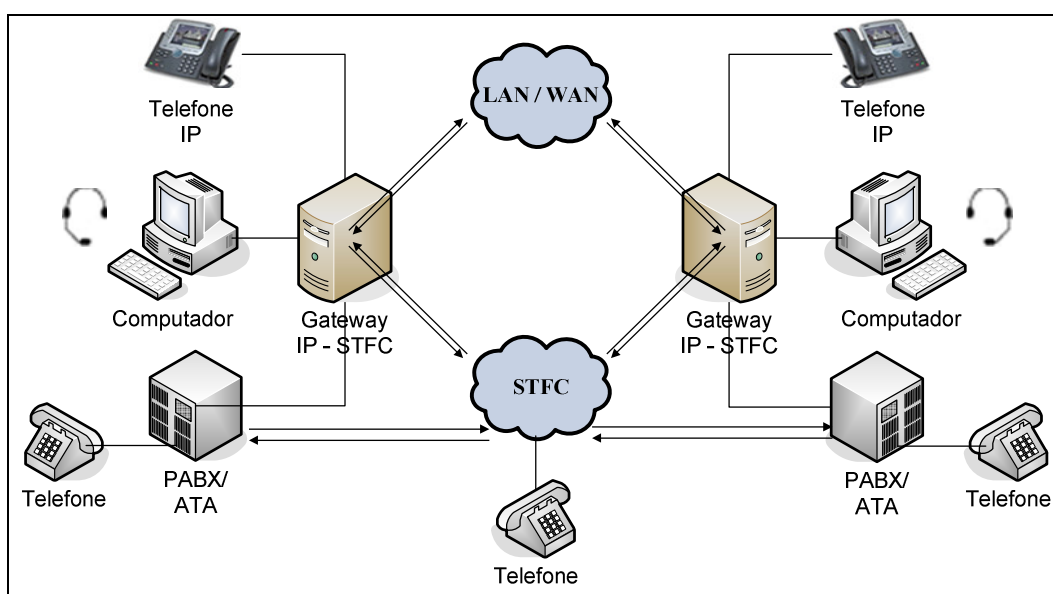 LAN / WAN
Telefone
IP
Telefone
IP
Computador
Gateway
IP - STFC
Gateway
IP - STFC
Computador
STFC
Telefone
PABX/
ATA
Telefone
PABX/
ATA
Telefone